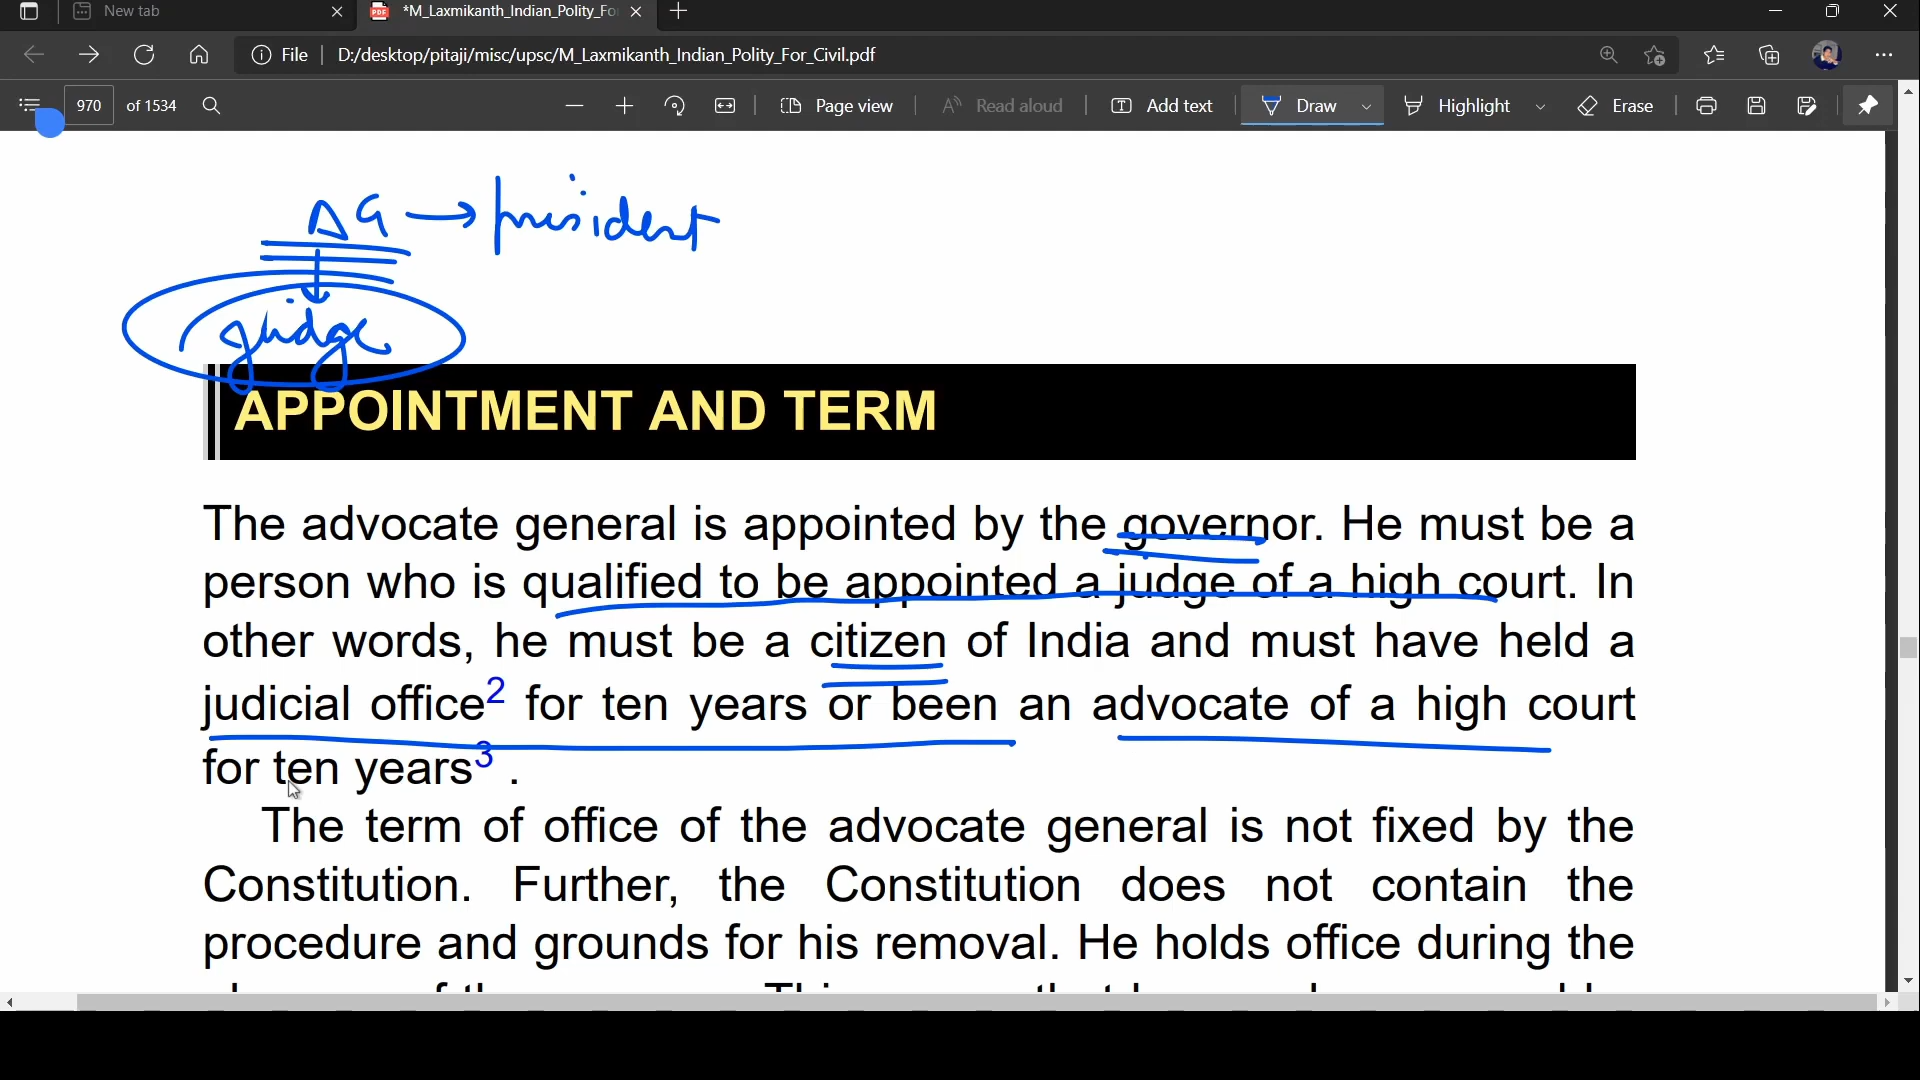 New tab
*M_Laxmikanth_Indian_Polity_Fo
File D:/desktop/pitaji/misc/upsc/M_Laxmikanth_Indian_Polity_For_Civil.pdf
970 of 1534 Page view Read aloud Add text Draw Highlight Erase
AG → president
judge
APPOINTMENT AND TERM
The advocate general is appointed by the governor. He must be a
person who is qualified to be appointed a judge of a high court. In
other words, he must be a citizen of India and must have held a
judicial office2 for ten years or been an advocate of a high court
for ten years3 .
The term of office of the advocate general is not fixed by the
Constitution. Further, the Constitution does not contain the
procedure and grounds for his removal. He holds office during the